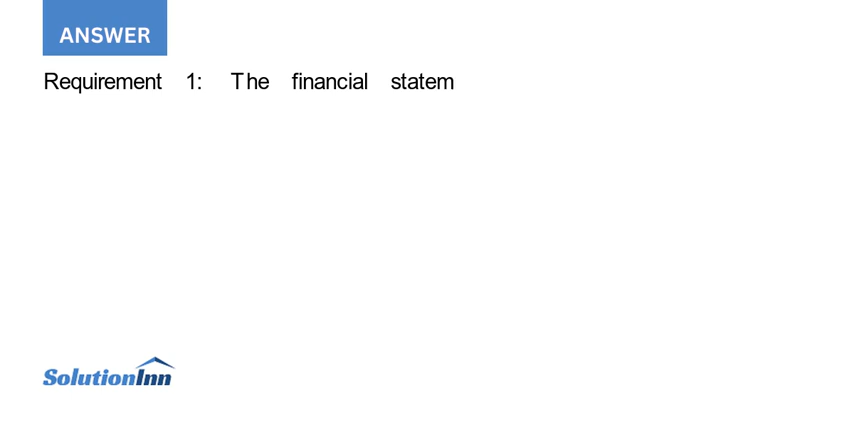 ANSWER
Requirement 1: The financial statem
SolutionInn